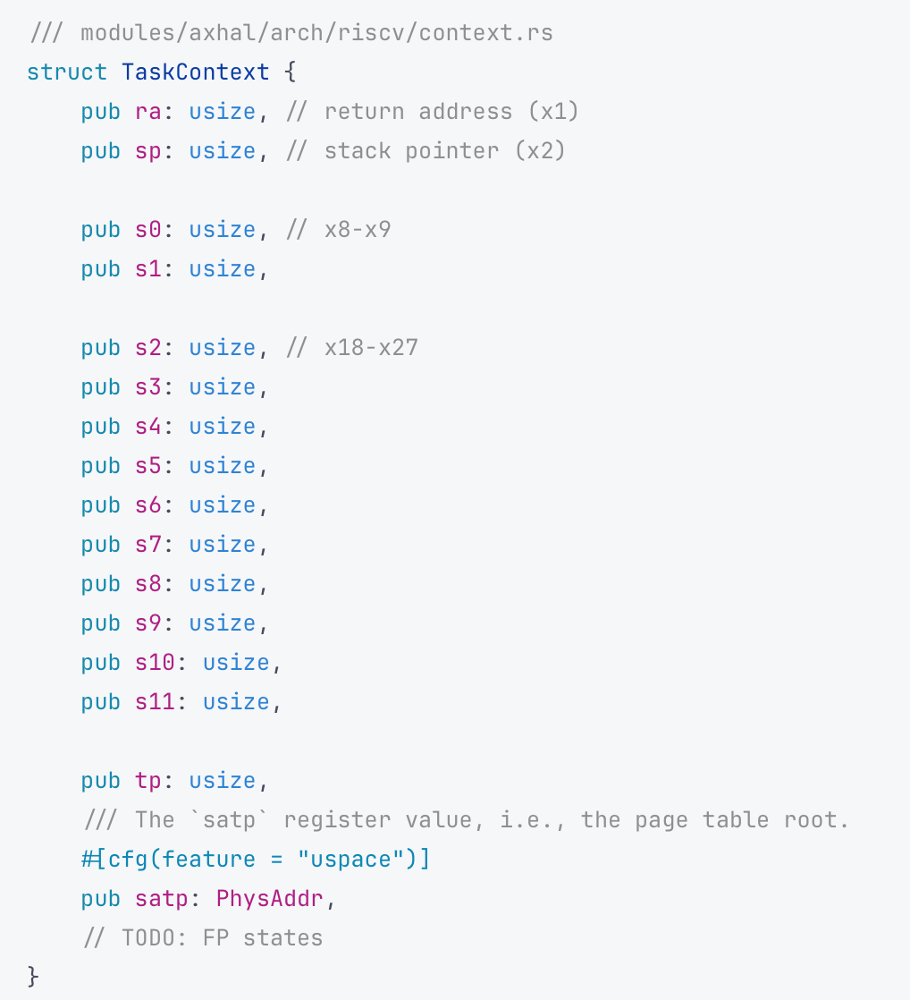 /// modules/axhal/arch/riscv/context.rs
struct TaskContext {
    pub ra: usize, // return address (x1)
    pub sp: usize, // stack pointer (x2)

    pub s0: usize, // x8-x9
    pub s1: usize,

    pub s2: usize, // x18-x27
    pub s3: usize,
    pub s4: usize,
    pub s5: usize,
    pub s6: usize,
    pub s7: usize,
    pub s8: usize,
    pub s9: usize,
    pub s10: usize,
    pub s11: usize,

    pub tp: usize,
    /// The `satp` register value, i.e., the page table root.
    #[cfg(feature = "uspace")]
    pub satp: PhysAddr,
    // TODO: FP states
}